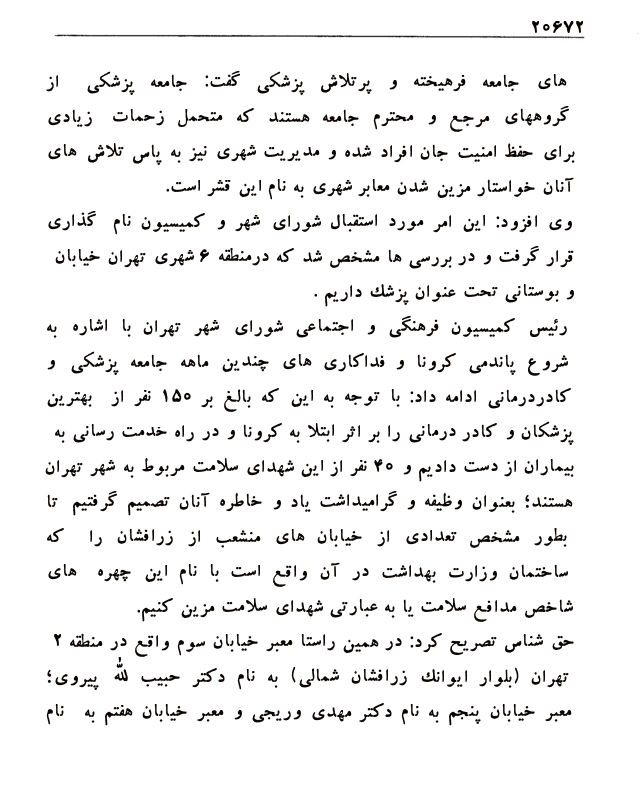 ۲۰۶۷۲
های جامعه فرهیخته و پرتلاش پزشکی گفت: جامعه پزشکی از
گروههای مرجع و محترم جامعه هستند که متحمل زحمات زیادی
برای حفظ امنیت جان افراد شده و مدیریت شهری نیز به پاس تلاش های
آنان خواستار مزین شدن معابر شهری به نام این قشر است.
وی افزود: این امر مورد استقبال شورای شهر و کمیسیون نام گذاری
قرار گرفت و در بررسی ها مشخص شد که درمنطقه ۶ شهری تهران خیابان
و بوستانی تحت عنوان پزشك داریم .
رئیس کمیسیون فرهنگی و اجتماعی شورای شهر تهران با اشاره به
شروع پاندمی کرونا و فداکاری های چندین ماهه جامعه پزشکی و
کادردرمانی ادامه داد: با توجه به این که بالغ بر ۱۵۰ نفر از بهترین
پزشکان و کادر درمانی را بر اثر ابتلا به کرونا و در راه خدمت رسانی به
بیماران از دست دادیم و ۴۰ نفر از این شهدای سلامت مربوط به شهر تهران
هستند؛ بعنوان وظیفه و گرامیداشت یاد و خاطره آنان تصمیم گرفتیم تا
بطور مشخص تعدادی از خیابان های منشعب از زرافشان را که
ساختمان وزارت بهداشت در آن واقع است با نام این چهره های
شاخص مدافع سلامت یا به عبارتی شهدای سلامت مزین کنیم.
حق شناس تصریح کرد: در همین راستا معبر خیابان سوم واقع در منطقه ۲
تهران (بلوار ایوانك زرافشان شمالی) به نام دکتر حبیب الله پیروی؛
معبر خیابان پنجم به نام دکتر مهدی وریجی و معبر خیابان هفتم به نام